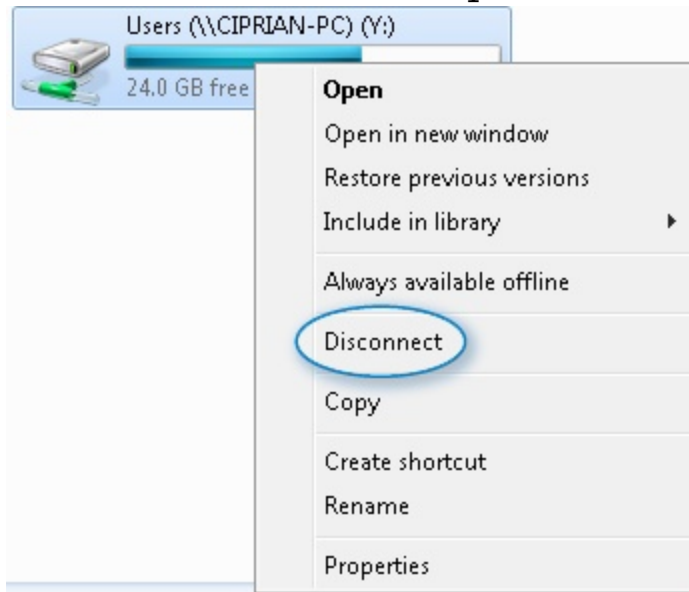 Users (\\CIPRIAN-PC) (Y:)
24.0 GB free
Open
Open in new window
Restore previous versions
Include in library
Always available offline
Disconnect
Copy
Create shortcut
Rename
Properties